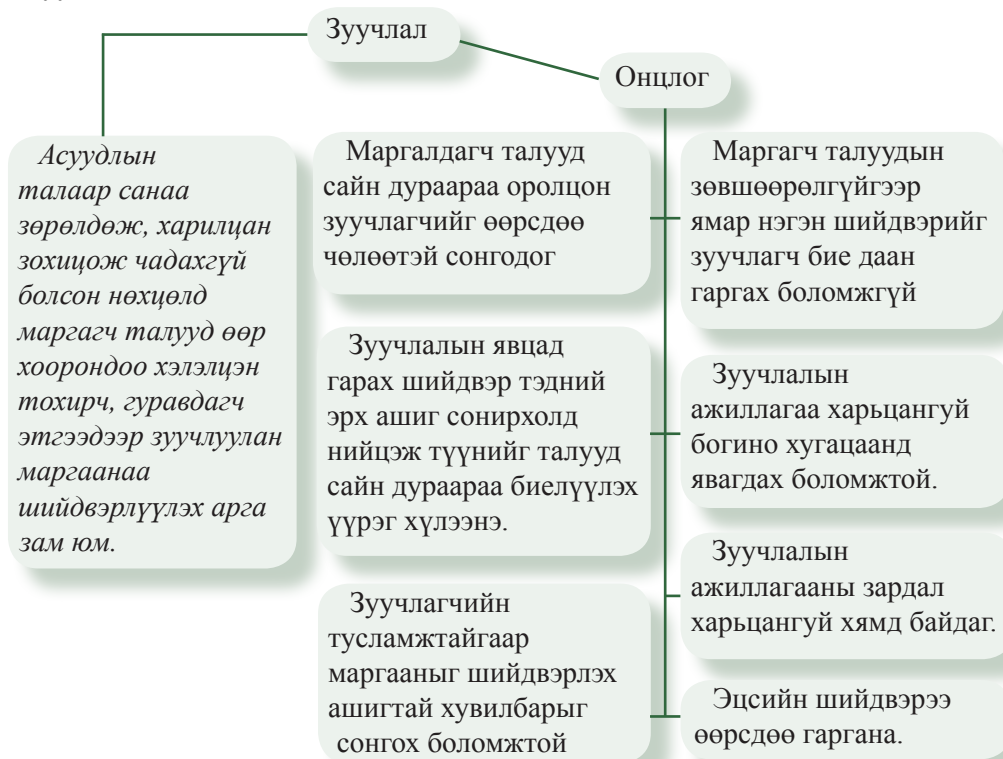 Зуучлал
Онцлог
Асуудлын
талаар санаа
зөрөлдөж, харилцан
зохицож чадахгүй
болсон нөхцөлд
маргагч талууд өөр
хоорондоо хэлэлцэн
тохирч, гуравдагч
этгээдээр зуучлуулан
маргаанаа
шийдвэрлүүлэх арга
зам юм.
Маргалдагч талууд
сайн дураараа оролцон
зуучлагчийг өөрсдөө
чөлөөтэй сонгодог
Маргагч талуудын
зөвшөөрөлгүйгээр
ямар нэгэн шийдвэрийг
зуучлагч бие даан
гаргах боломжгүй
Зуучлалын явцад
гарах шийдвэр тэдний
эрх ашиг сонирхолд
нийцэж түүнийг талууд
сайн дураараа биелүүлэх
үүрэг хүлээнэ.
Зуучлалын
ажиллагаа харьцангуй
богино хугацаанд
явагдах боломжтой.
Зуучлалын
ажиллагааны зардал
харьцангуй хямд байдаг.
Зуучлагчийн
тусламжтайгаар
маргааныг шийдвэрлэх
ашигтай хувилбарыг
сонгох боломжтой
Эцсийн шийдвэрээ
өөрсдөө гаргана.